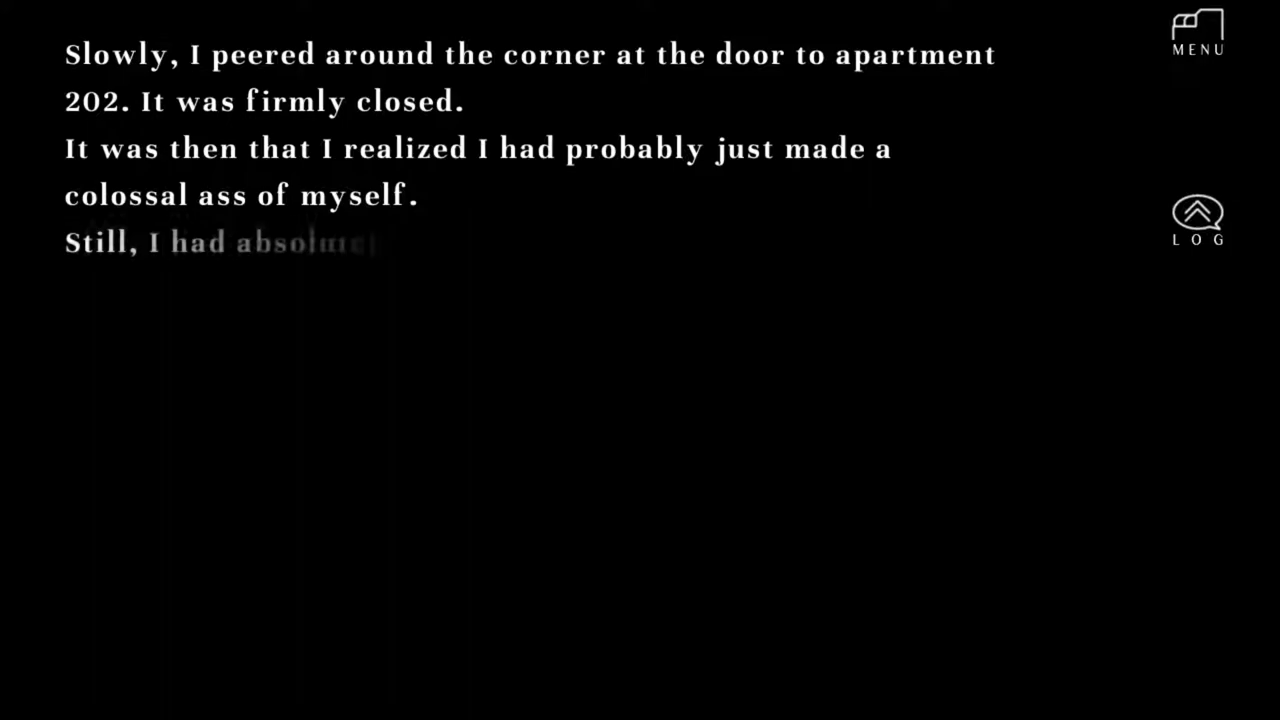 Slowly, I peered around the corner at the door to apartment
202. It was firmly closed.
It was then that I realized I had probably just made a
colossal ass of myself.
Still, I had
MENU
LOG